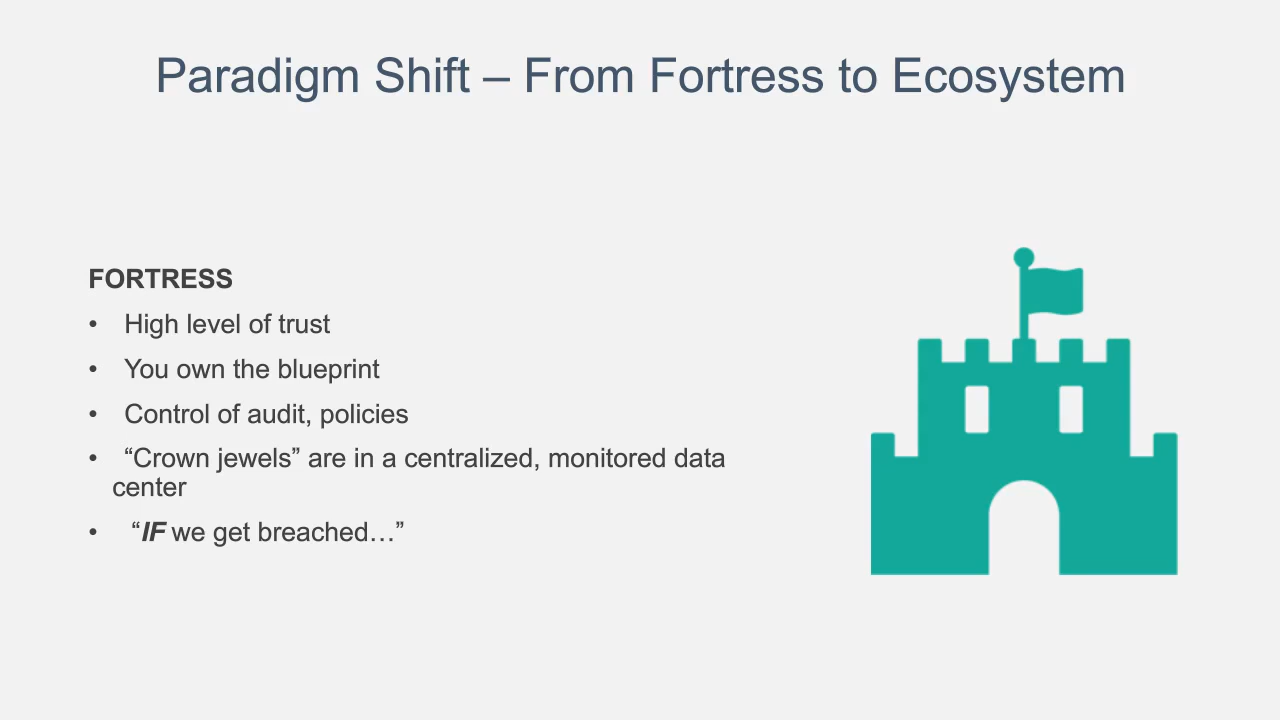 Paradigm Shift – From Fortress to Ecosystem
FORTRESS
• High level of trust
• You own the blueprint
• Control of audit, policies
• “Crown jewels” are in a centralized, monitored data
center
• “IF we get breached…”